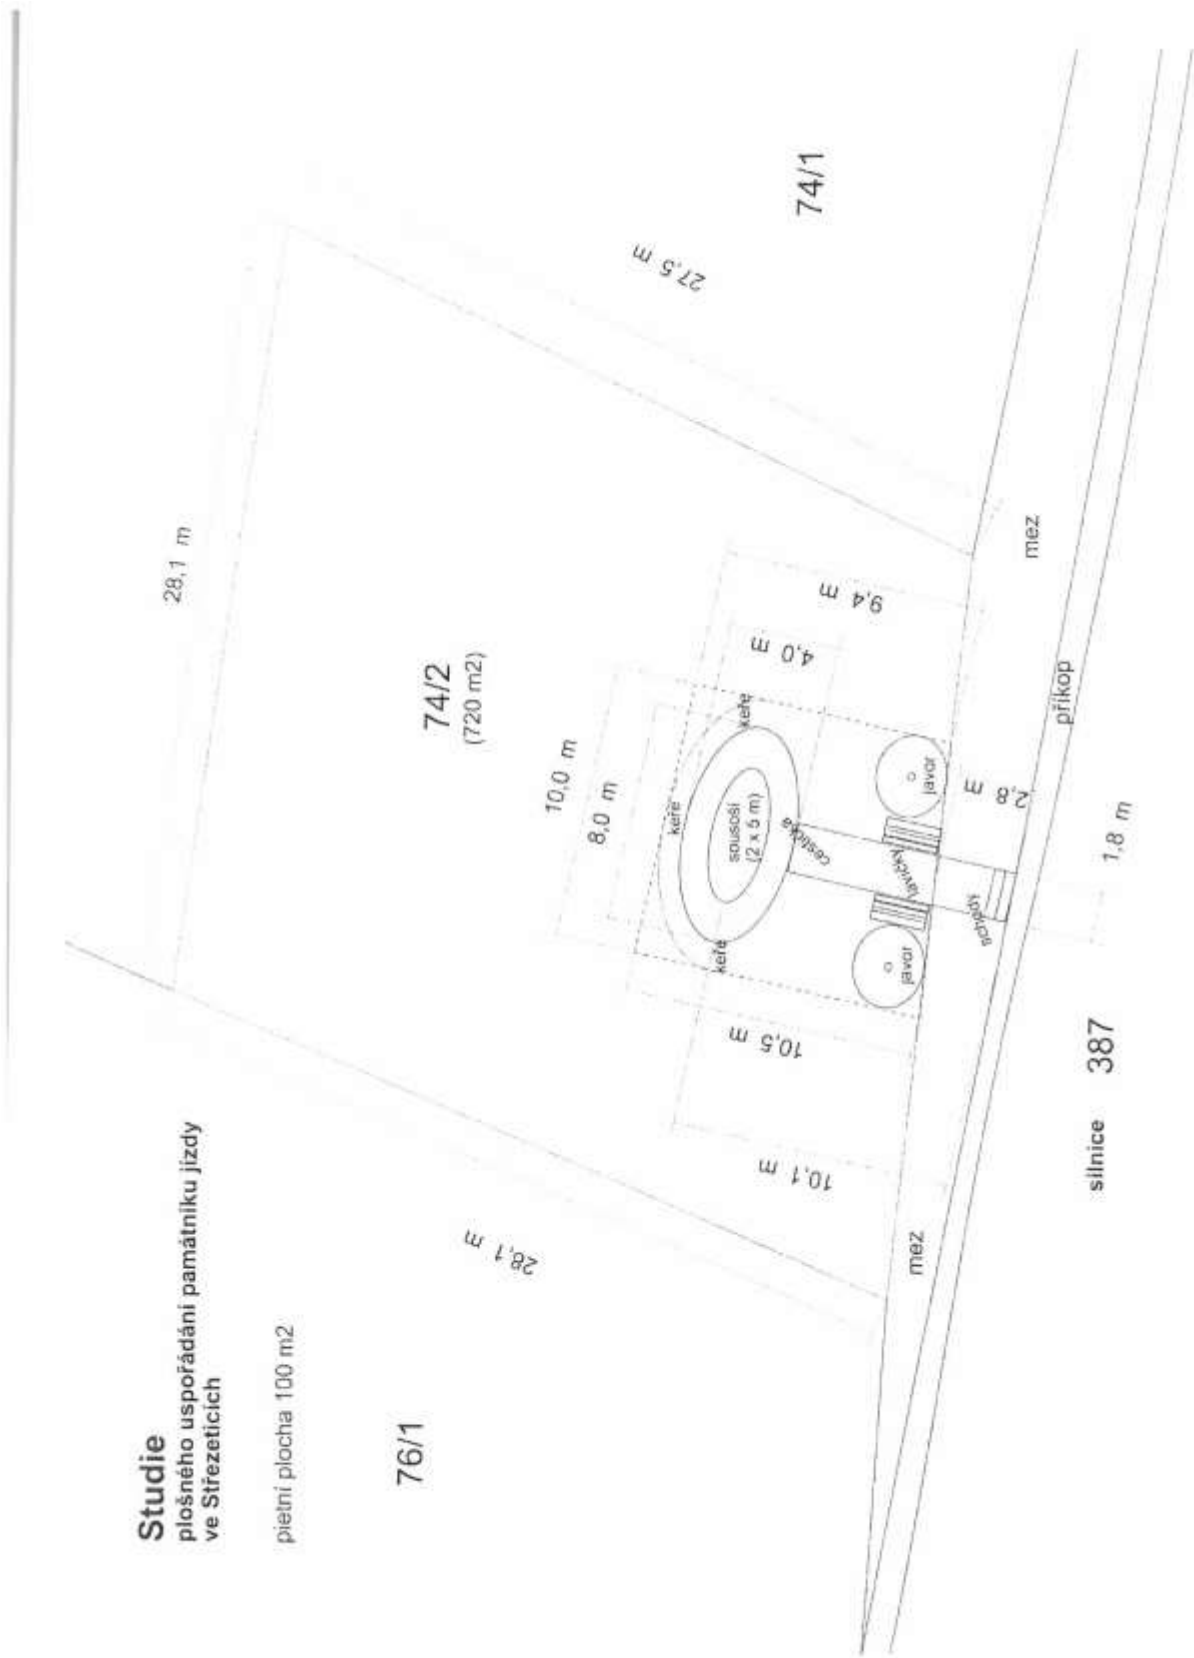 Studie
plošného uspořádání památníku jízdy
ve Střezeticích
pietní plocha 100 m2
76/1
28,1 m
28,1 m
74/2
(720 m2)
27,5 m
74/1
10,0 m
8,0 m
keře
keře
keře
sousoší
(2 x 5 m)
cestička
4,0 m
9,4 m
10,5 m
10,1 m
lavičky
javor
javor
schody
2,8 m
1,8 m
mez
mez
příkop
silnice 387